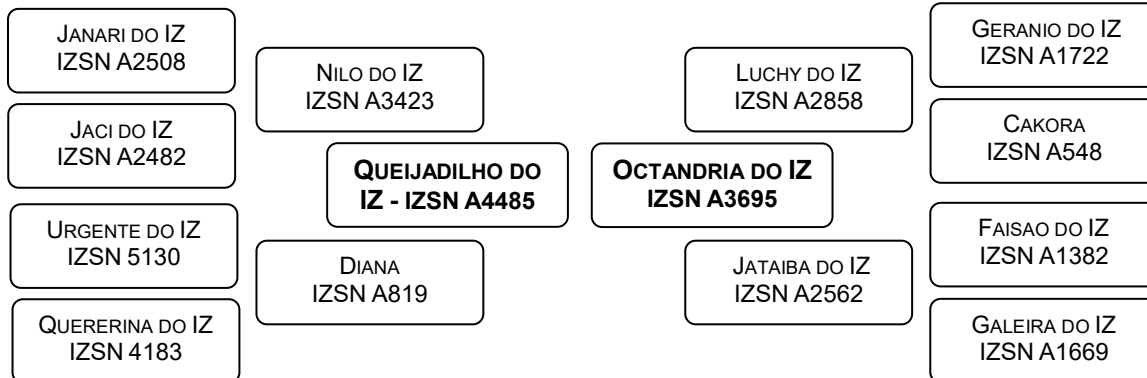 JANARI DO IZ
IZSN A2508
JACI DO IZ
IZSN A2482
URGENTE DO IZ
IZSN 5130
QUERERINA DO IZ
IZSN 4183
NILO DO IZ
IZSN A3423
DIANA
IZSN A819
QUEIJADILHO DO
IZ - IZSN A4485
OCTANDRIA DO IZ
IZSN A3695
LUCHY DO IZ
IZSN A2858
JATAIBA DO IZ
IZSN A2562
GERANIO DO IZ
IZSN A1722
CAKORA
IZSN A548
FAISAO DO IZ
IZSN A1382
GALEIRA DO IZ
IZSN A1669